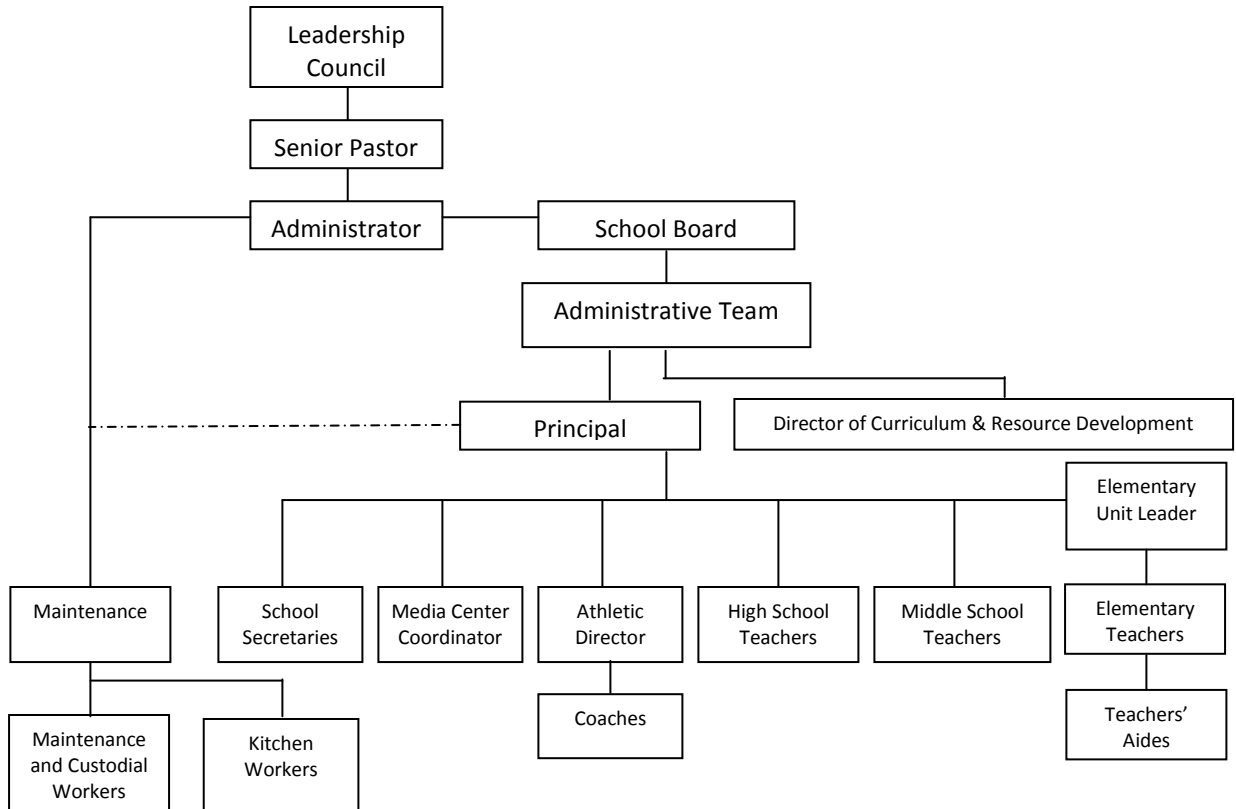 Leadership
Council
Senior Pastor
Administrator
School Board
Administrative Team
Principal
Director of Curriculum & Resource Development
Elementary
Unit Leader
Maintenance
School
Secretaries
Media Center
Coordinator
Athletic
Director
High School
Teachers
Middle School
Teachers
Elementary
Teachers
Maintenance
and Custodial
Workers
Kitchen
Workers
Coaches
Teachers’
Aides